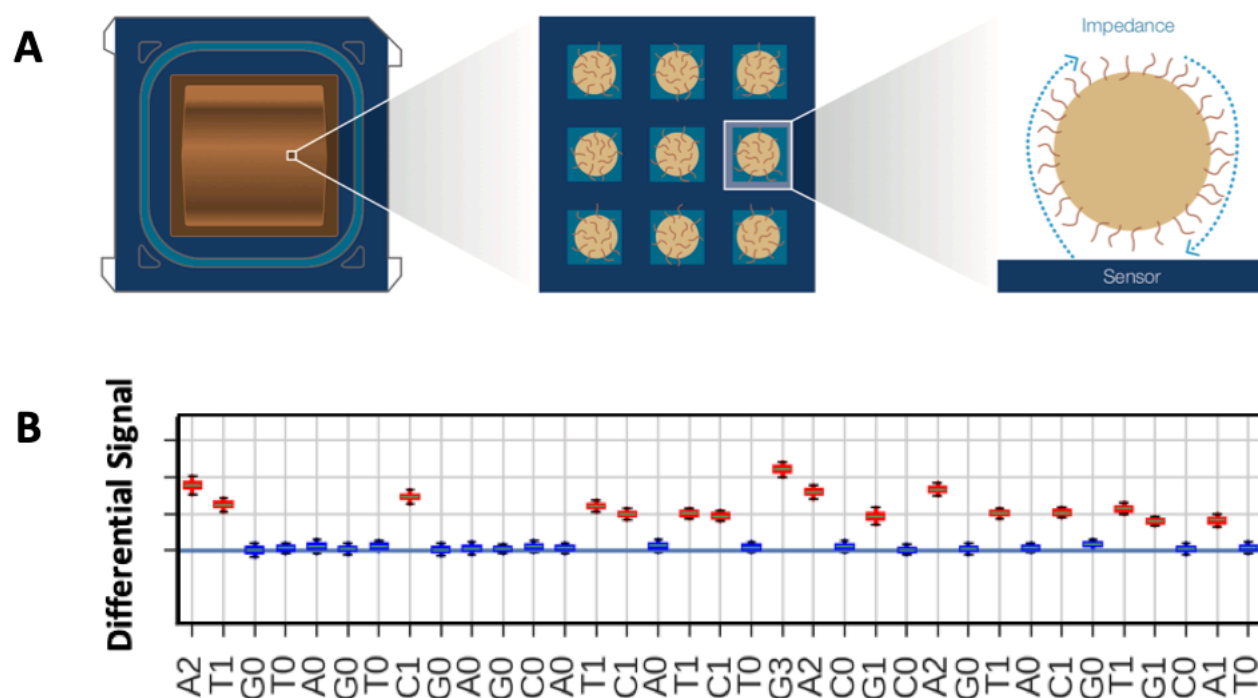 A
Impedance
Sensor
B
Differential Signal
A2 T1 G0 T0 A0 G0 T0 C1 G0 A0 G0 C0 A0 T1 C1 A0 T1 C1 T0 G3 A2 C0 G1 C0 A2 G0 T1 A0 C1 G0 T1 G1 C0 A1 T0